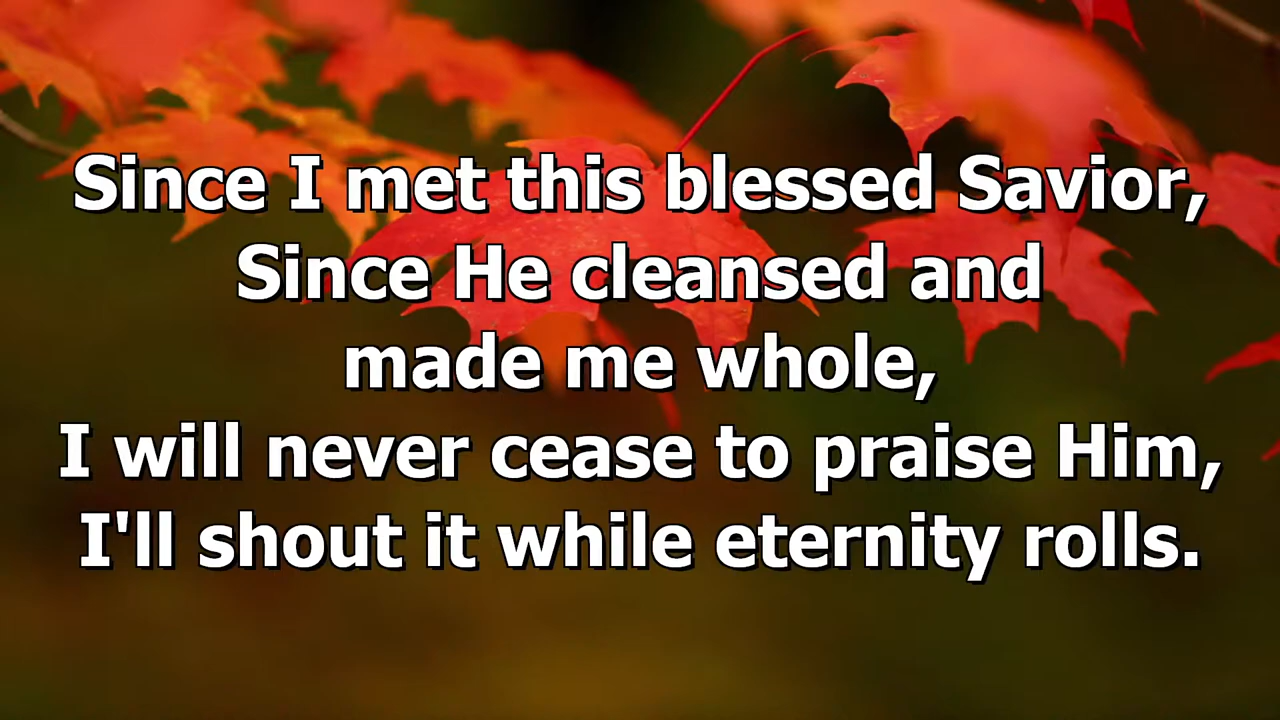 Since I met this blessed Savior,
Since He cleansed and
made me whole,
I will never cease to praise Him,
I'll shout it while eternity rolls.